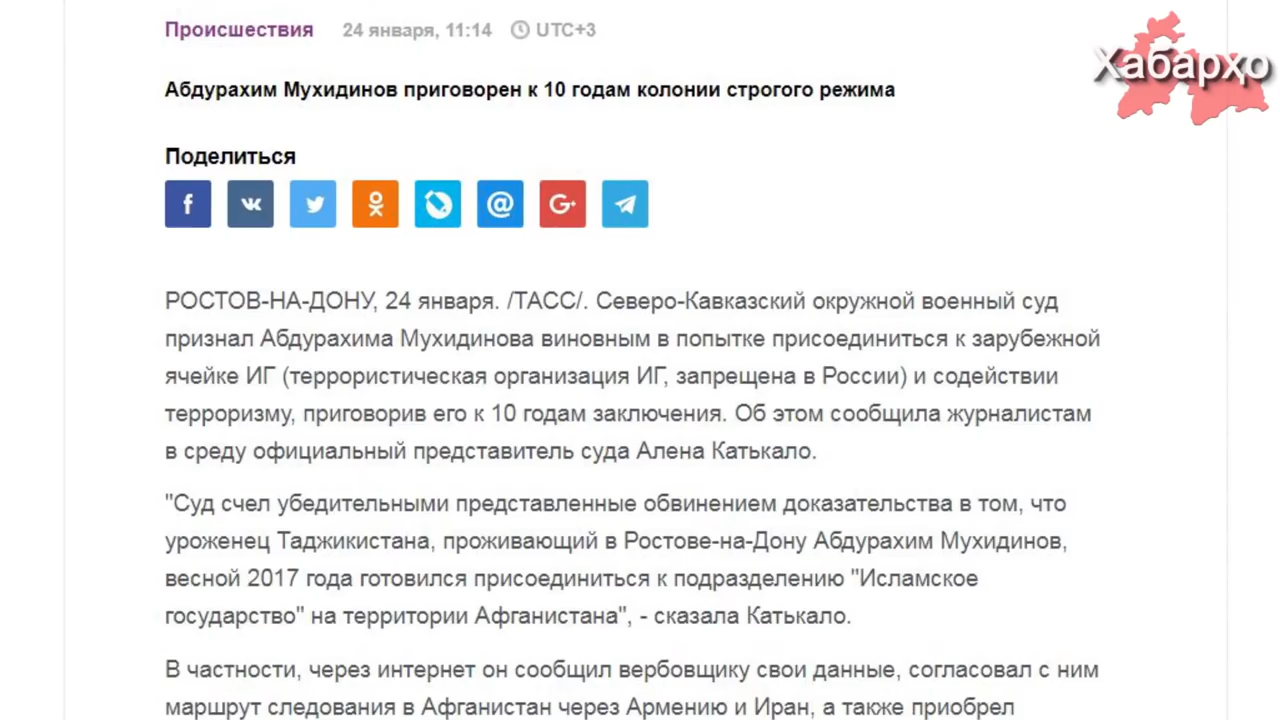 Происшествия 24 января, 11:14 UTC+3
Хабарҳо
Абдурахим Мухидинов приговорен к 10 годам колонии строгого режима
Поделиться
РОСТОВ-НА-ДОНУ, 24 января. /ТАСС/. Северо-Кавказский окружной военный суд
признал Абдурахима Мухидинова виновным в попытке присоединиться к зарубежной
ячейке ИГ (террористическая организация ИГ, запрещена в России) и содействии
терроризму, приговорив его к 10 годам заключения. Об этом сообщила журналистам
в среду официальный представитель суда Алена Катькало.
"Суд счел убедительными представленные обвинением доказательства в том, что
уроженец Таджикистана, проживающий в Ростове-на-Дону Абдурахим Мухидинов,
весной 2017 года готовился присоединиться к подразделению "Исламское
государство" на территории Афганистана", - сказала Катькало.
В частности, через интернет он сообщил вербовщику свои данные, согласовал с ним
маршрут следования в Афганистан через Армению и Иран, а также приобрел